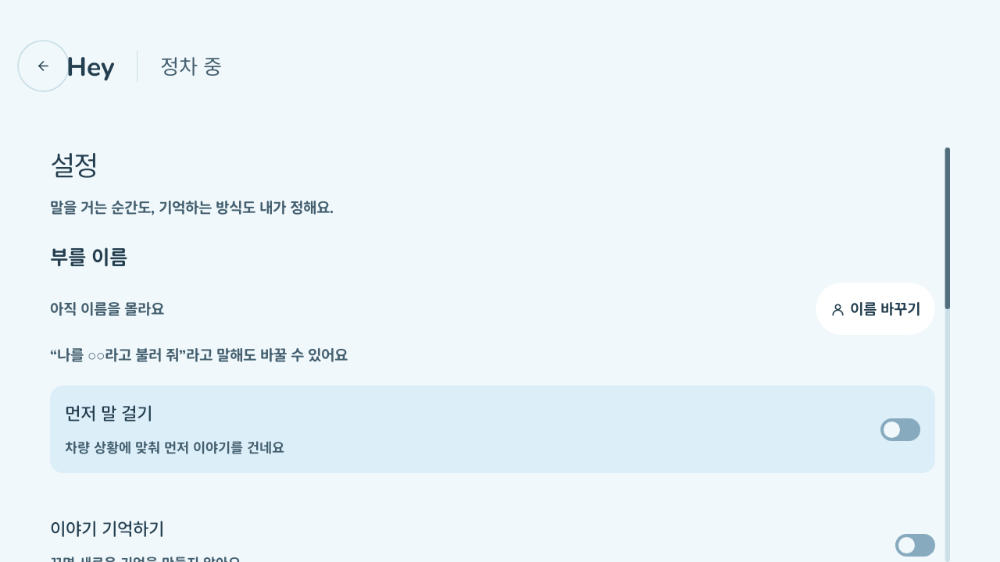 Hey
정차 중
설정
말을 거는 순간도, 기억하는 방식도 내가 정해요.
부를 이름
아직 이름을 몰라요
이름 바꾸기
“나를 ○○라고 불러 줘”라고 말해도 바꿀 수 있어요
먼저 말 걸기
차량 상황에 맞춰 먼저 이야기를 건네요
이야기 기억하기